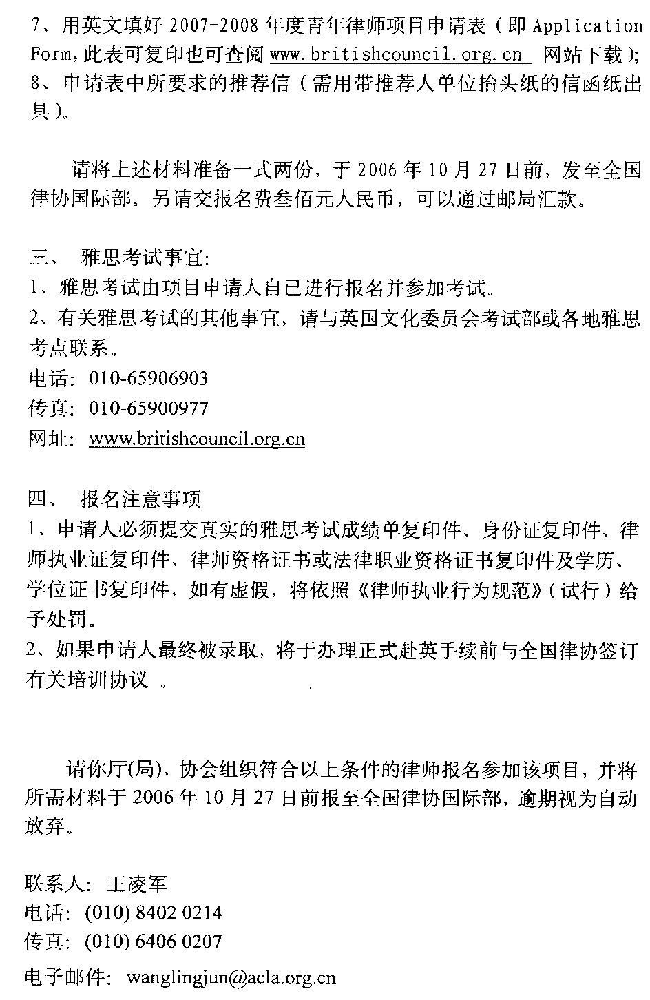 7、用英文填好 2007-2008 年度青年律师项目申请表（即 Application
Form,此表可复印也可查阅 www.britishcouncil.org.cn 网站下载）;
8、申请表中所要求的推荐信（需用带推荐人单位抬头纸的信函纸出
具）。
请将上述材料准备一式两份，于 2006 年 10 月 27 日前，发至全国
律协国际部。另请交报名费叁佰元人民币，可以通过邮局汇款。
三、 雅思考试事宜:
1、雅思考试由项目申请人自已进行报名并参加考试。
2、有关雅思考试的其他事宜，请与英国文化委员会考试部或各地雅思
考点联系。
电话: 010-65906903
传真: 010-65900977
网址: www.britishcouncil.org.cn
四、 报名注意事项
1、申请人必须提交真实的雅思考试成绩单复印件、身份证复印件、律
师执业证复印件、律师资格证书或法律职业资格证书复印件及学历、
学位证书复印件，如有虚假，将依照《律师执业行为规范》（试行）给
予处罚。
2、如果申请人最终被录取，将于办理正式赴英手续前与全国律协签订
有关培训协议 。
请你厅(局)、协会组织符合以上条件的律师报名参加该项目,并将
所需材料于 2006 年 10 月 27 日前报至全国律协国际部,逾期视为自动
放弃。
联系人: 王凌军
电话: (010) 8402 0214
传真: (010) 6406 0207
电子邮件: wanglingjun@acla.org.cn